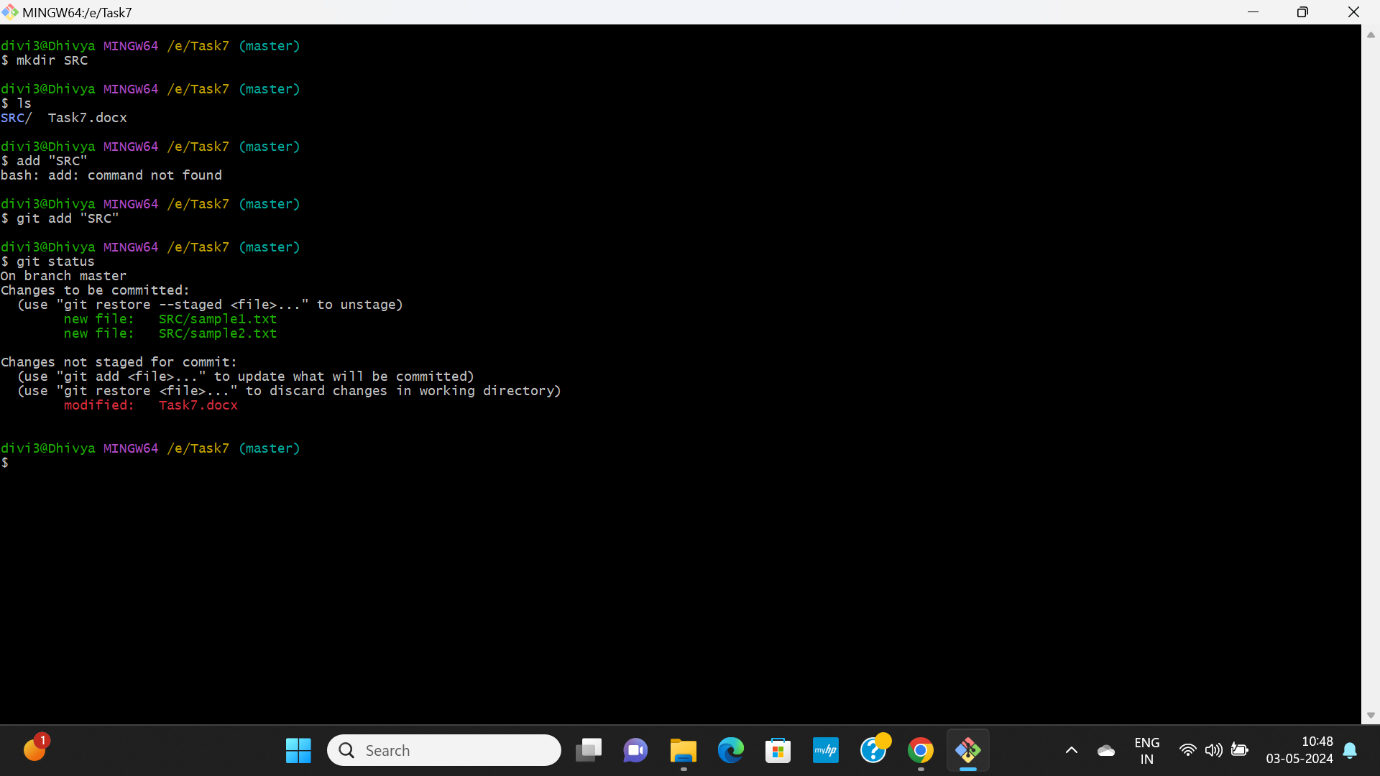 MINGW64:/e/Task7
divi3@Dhivya MINGW64 /e/Task7 (master)
$ mkdir SRC
divi3@Dhivya MINGW64 /e/Task7 (master)
$ ls
SRC/  Task7.docx
divi3@Dhivya MINGW64 /e/Task7 (master)
$ add "SRC"
bash: add: command not found
divi3@Dhivya MINGW64 /e/Task7 (master)
$ git add "SRC"
divi3@Dhivya MINGW64 /e/Task7 (master)
$ git status
On branch master
Changes to be committed:
  (use "git restore --staged <file>..." to unstage)
        new file:   SRC/sample1.txt
        new file:   SRC/sample2.txt
Changes not staged for commit:
  (use "git add <file>..." to update what will be committed)
  (use "git restore <file>..." to discard changes in working directory)
        modified:   Task7.docx
divi3@Dhivya MINGW64 /e/Task7 (master)
$
1
Search
myhp
?
ENG
IN
10:48
03-05-2024